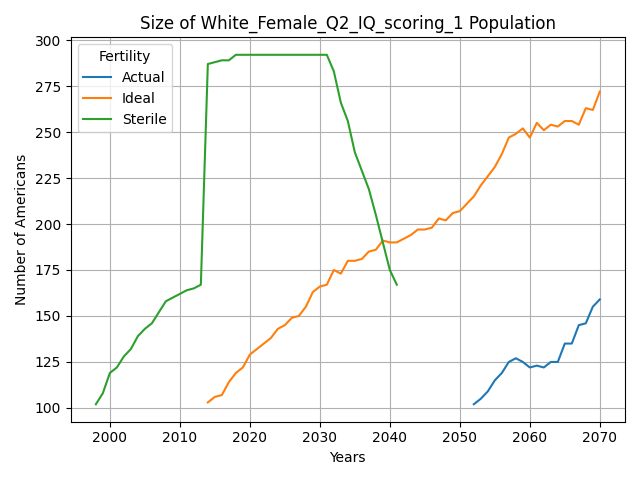 Size of White_Female_Q2_IQ_scoring_1 Population
Number of Americans
300
275
250
225
200
175
150
125
100
Fertility
Actual
Ideal
Sterile
2000 2010 2020 2030 2040 2050 2060 2070
Years